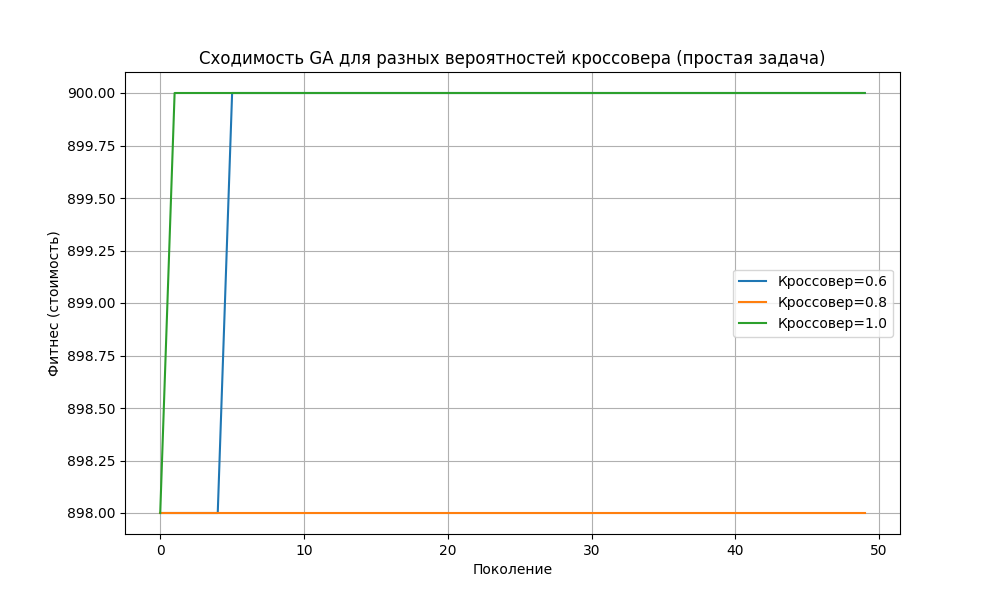 Сходимость GA для разных вероятностей кроссовера (простая задача)
Фитнес (стоимость)
900.00
899.75
899.50
899.25
899.00
898.75
898.50
898.25
898.00
Кроссовер=0.6
Кроссовер=0.8
Кроссовер=1.0
0 10 20 30 40 50
Поколение